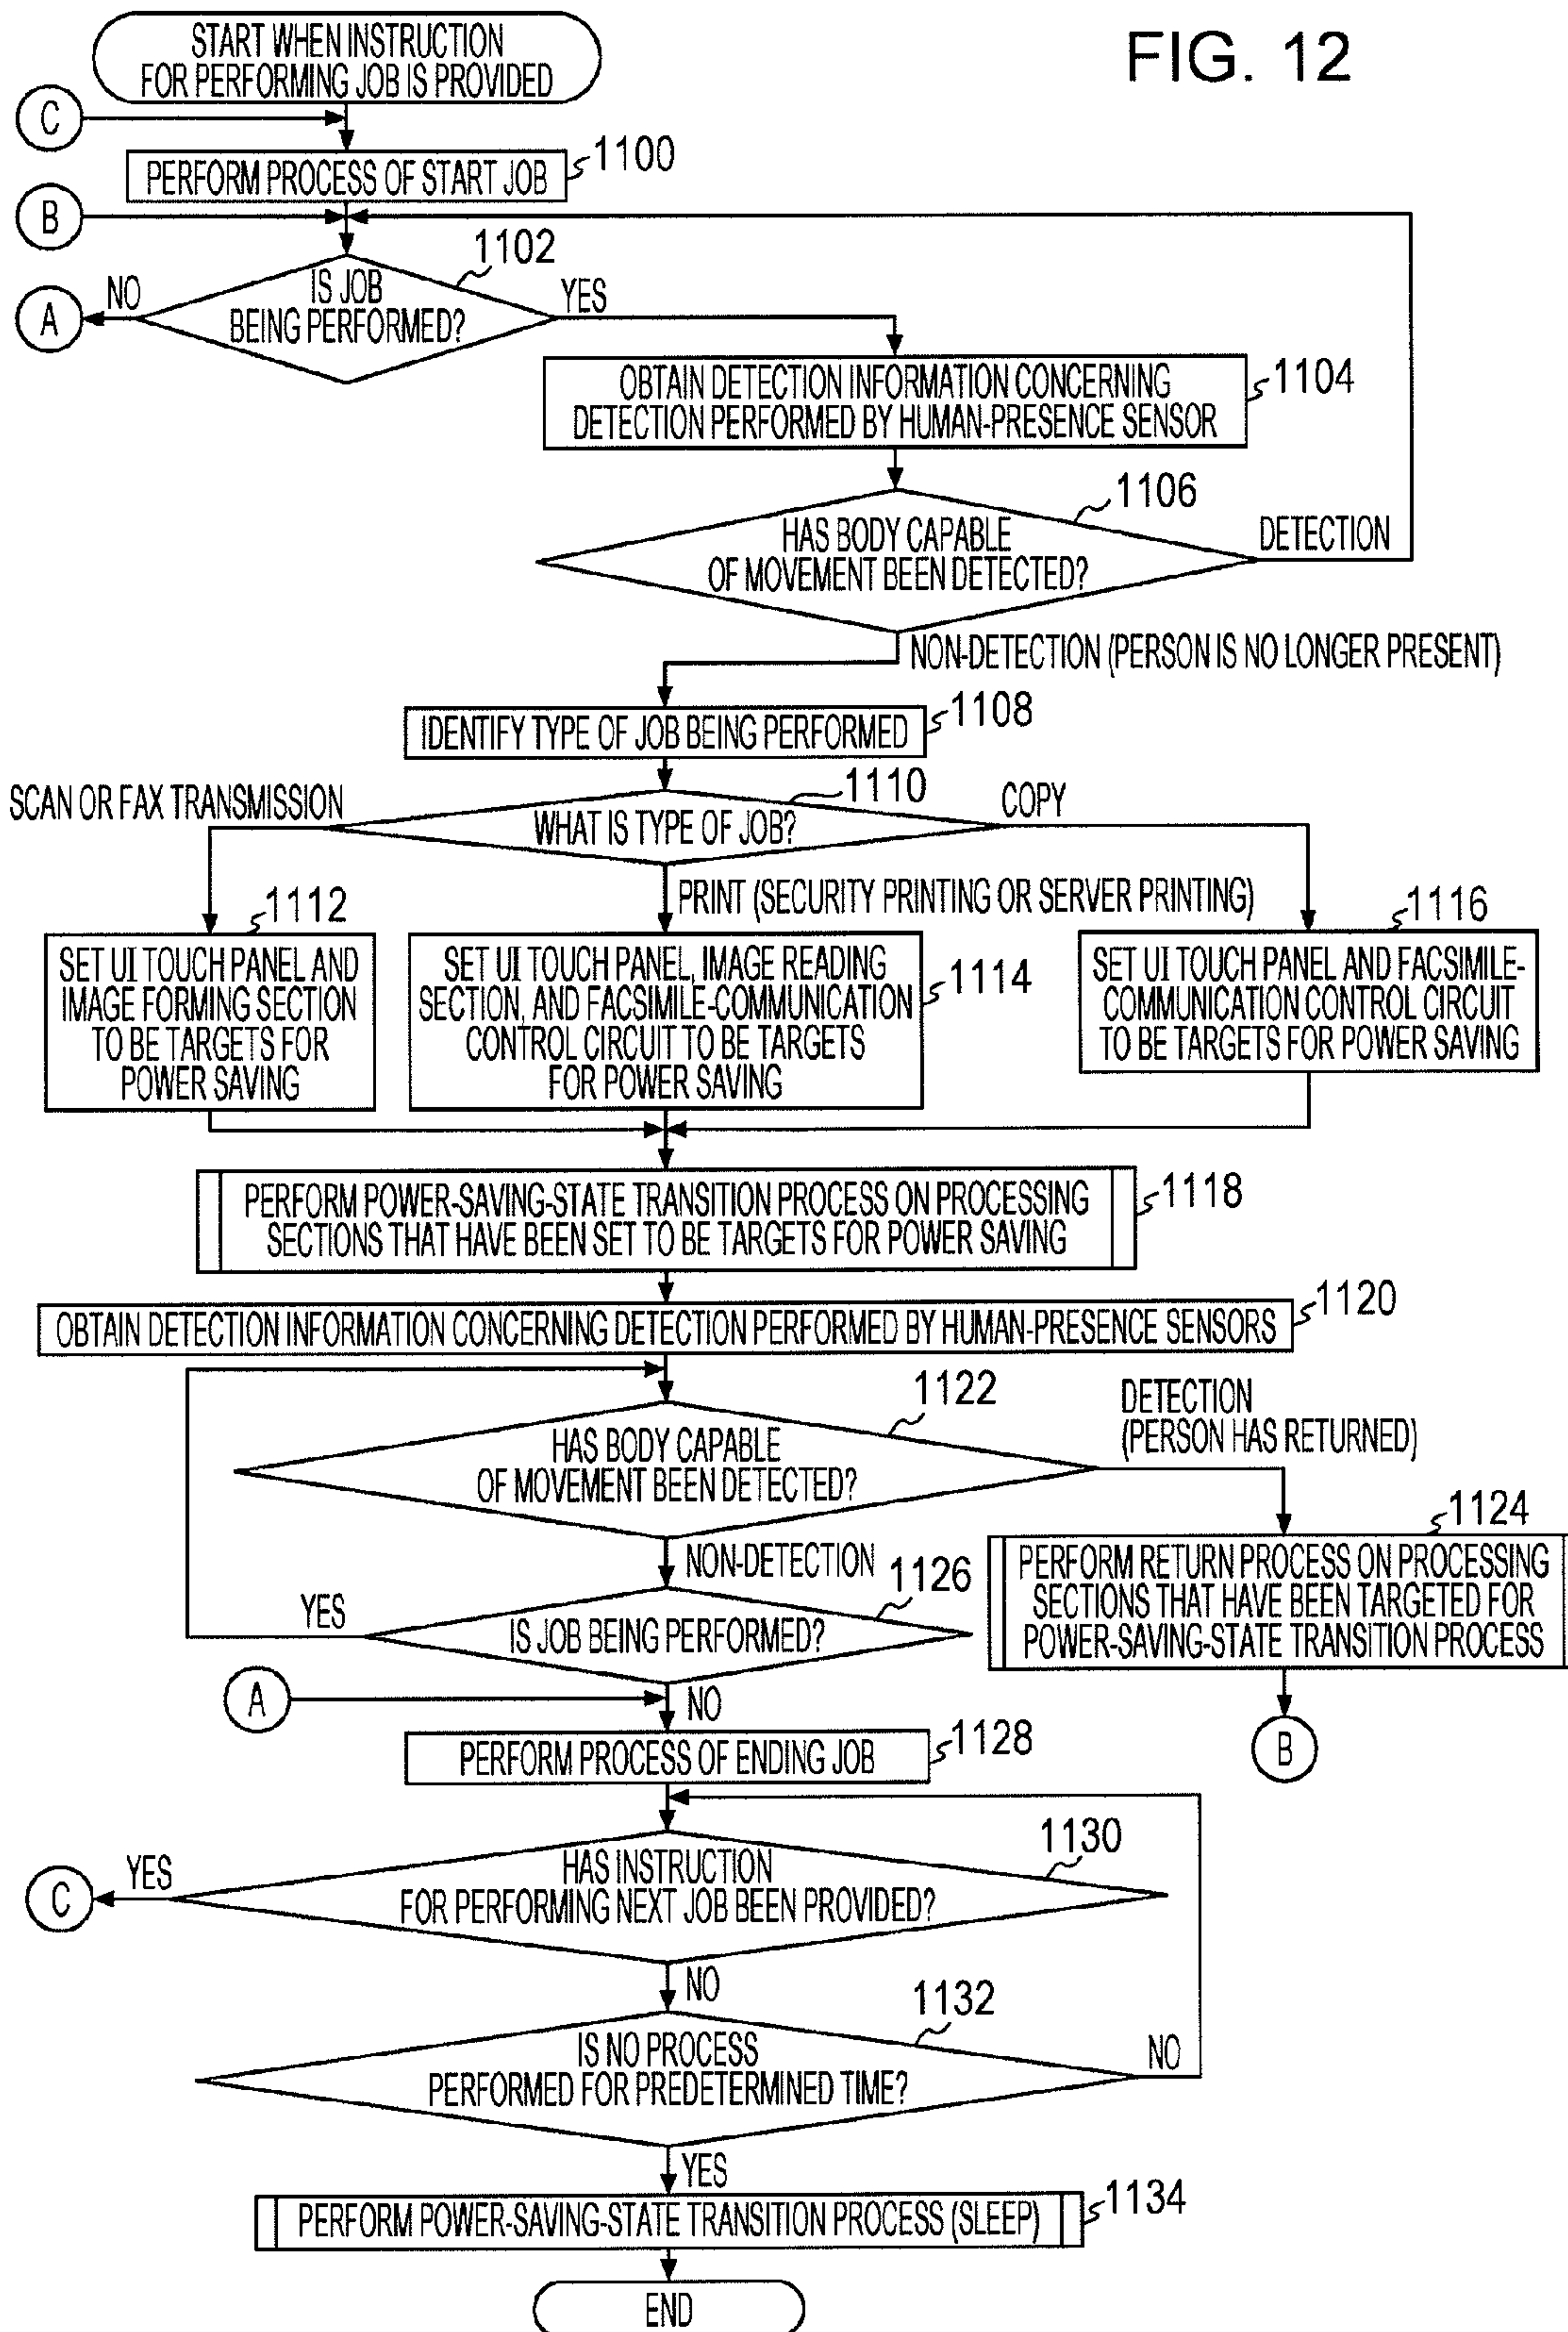 FIG. 12
START WHEN INSTRUCTION
FOR PERFORMING JOB IS PROVIDED
C
PERFORM PROCESS OF START JOB
1100
B
1102
IS JOB
BEING PERFORMED?
NO
YES
A
OBTAIN DETECTION INFORMATION CONCERNING
DETECTION PERFORMED BY HUMAN-PRESENCE SENSOR
1104
1106
HAS BODY CAPABLE
OF MOVEMENT BEEN DETECTED?
DETECTION
NON-DETECTION (PERSON IS NO LONGER PRESENT)
IDENTIFY TYPE OF JOB BEING PERFORMED
1108
1110
SCAN OR FAX TRANSMISSION
WHAT IS TYPE OF JOB?
COPY
PRINT (SECURITY PRINTING OR SERVER PRINTING)
1112
SET UI TOUCH PANEL AND
IMAGE FORMING SECTION
TO BE TARGETS FOR
POWER SAVING
SET UI TOUCH PANEL, IMAGE READING
SECTION, AND FACSIMILE-COMMUNICATION
CONTROL CIRCUIT TO BE TARGETS
FOR POWER SAVING
1114
1116
SET UI TOUCH PANEL AND FACSIMILE-
COMMUNICATION CONTROL CIRCUIT
TO BE TARGETS FOR POWER SAVING
PERFORM POWER-SAVING-STATE TRANSITION PROCESS ON PROCESSING
SECTIONS THAT HAVE BEEN SET TO BE TARGETS FOR POWER SAVING
1118
OBTAIN DETECTION INFORMATION CONCERNING DETECTION PERFORMED BY HUMAN-PRESENCE SENSORS
1120
1122
HAS BODY CAPABLE
OF MOVEMENT BEEN DETECTED?
DETECTION
(PERSON HAS RETURNED)
NON-DETECTION
1124
PERFORM RETURN PROCESS ON PROCESSING
SECTIONS THAT HAVE BEEN TARGETED FOR
POWER-SAVING-STATE TRANSITION PROCESS
B
1126
YES
IS JOB BEING PERFORMED?
A
NO
PERFORM PROCESS OF ENDING JOB
1128
1130
HAS INSTRUCTION
FOR PERFORMING NEXT JOB BEEN PROVIDED?
YES
C
NO
1132
IS NO PROCESS
PERFORMED FOR PREDETERMINED TIME?
NO
YES
PERFORM POWER-SAVING-STATE TRANSITION PROCESS (SLEEP)
1134
END